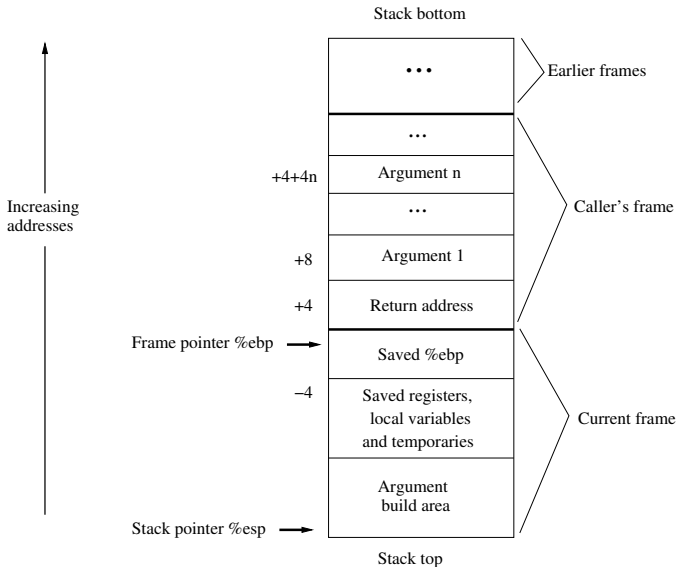 Stack bottom
•••
Earlier frames
•••
+4+4n
Argument n
Increasing
addresses
•••
Caller's frame
+8
Argument 1
+4
Return address
Frame pointer %ebp
Saved %ebp
−4
Saved registers,
local variables
and temporaries
Current frame
Argument
build area
Stack pointer %esp
Stack top